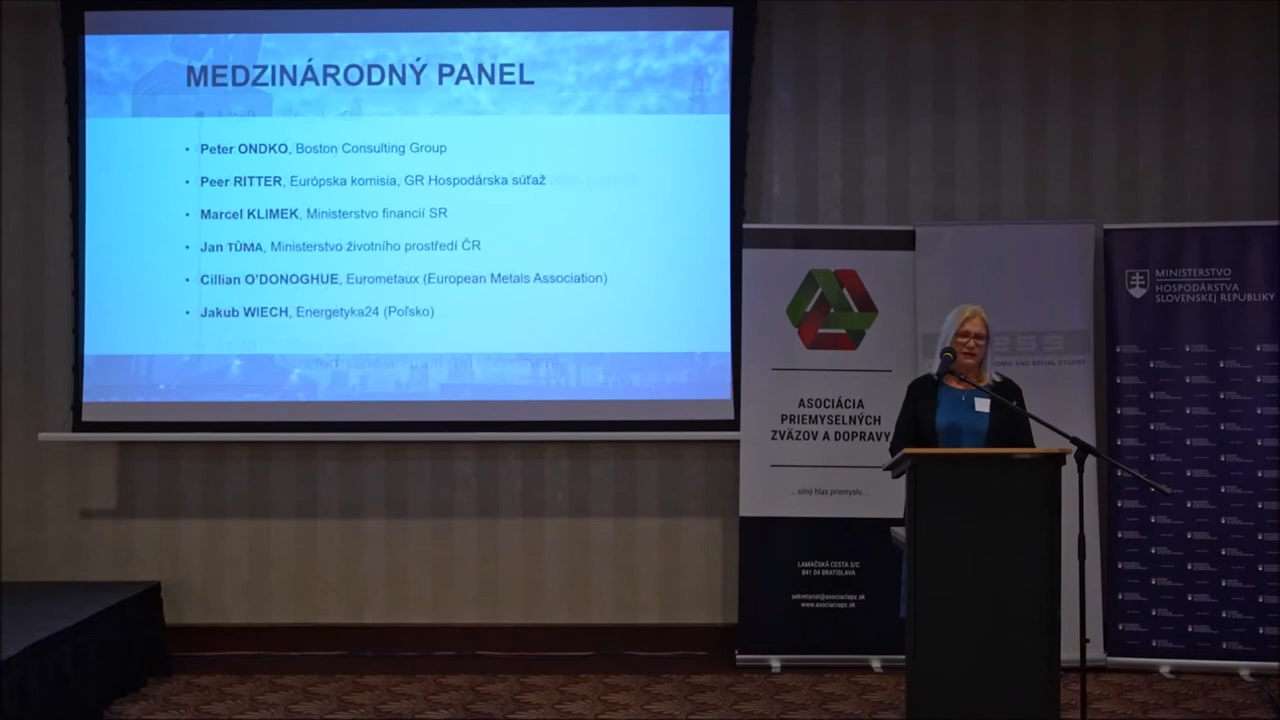 MEDZINÁRODNÝ PANEL
• Peter ONDKO, Boston Consulting Group
• Peer RITTER, Európska komisia, GR Hospodárska súťaž
• Marcel KLIMEK, Ministerstvo financií SR
• Jan TŮMA, Ministerstvo životního prostředí ČR
• Cillian O'DONOGHUE, Eurometaux (European Metals Association)
• Jakub WIECH, Energetyka24 (Poľsko)
ASOCIÁCIA
PRIEMYSELNÝCH
ZVÄZOV A DOPRAVY
...silný hlas priemyslu...
LAMAČSKÁ CESTA 3/C
841 04 BRATISLAVA
sekretariat@asociaciapz.sk
www.asociaciapz.sk
AND SOCIAL STUDIES
MINISTERSTVO
HOSPODÁRSTVA
SLOVENSKEJ REPUBLIKY